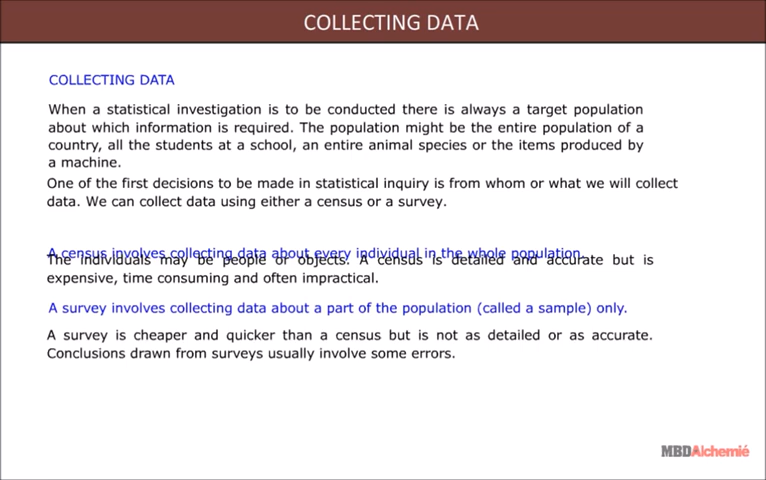 COLLECTING DATA
COLLECTING DATA
When a statistical investigation is to be conducted there is always a target population
about which information is required. The population might be the entire population of a
country, all the students at a school, an entire animal species or the items produced by
a machine.
One of the first decisions to be made in statistical inquiry is from whom or what we will collect
data. We can collect data using either a census or a survey.
A census involves collecting data about every individual in the whole population.
The individuals may be people or objects. A census is detailed and accurate but is
expensive, time consuming and often impractical.
A survey involves collecting data about a part of the population (called a sample) only.
A survey is cheaper and quicker than a census but is not as detailed or as accurate.
Conclusions drawn from surveys usually involve some errors.
MBDAlchemié